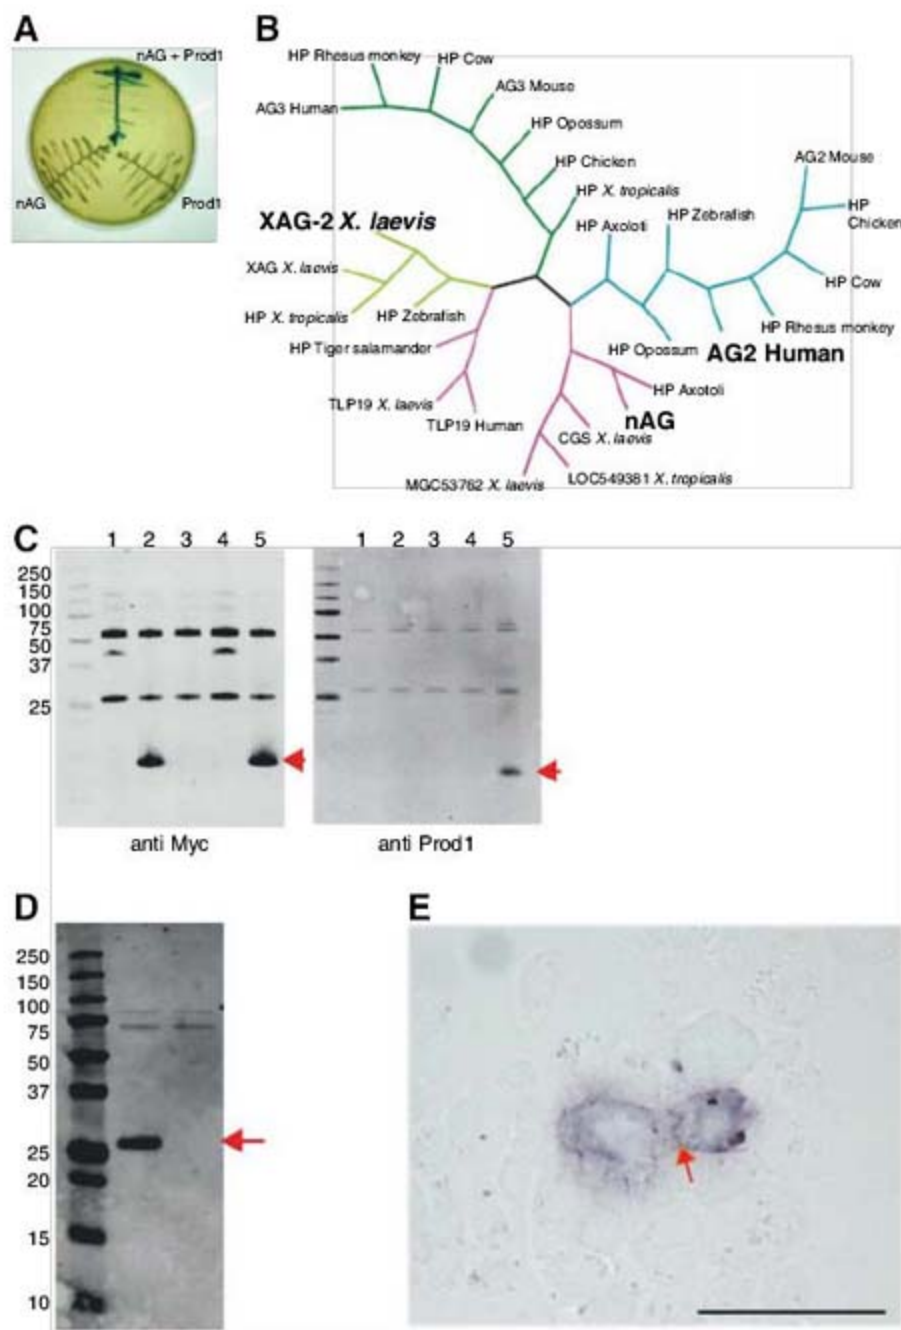 A
nAG + Prod1
nAG
Prod1
B
HP Rhesus monkey
HP Cow
AG3 Human
AG3 Mouse
HP Opossum
HP Chicken
HP X. tropicalis
AG2 Mouse
HP Chicken
HP Axoloti
HP Zebrafish
HP Cow
HP Rhesus monkey
AG2 Human
HP Opossum
XAG-2 X. laevis
XAG X. laevis
HP X. tropicalis
HP Zebrafish
HP Tiger salamander
TLP19 X. laevis
TLP19 Human
HP Axotoli
nAG
CGS X. laevis
LOC549381 X. tropicalis
MGC53762 X. laevis
C
1 2 3 4 5
250
150
100
75
50
37
25
anti Myc
1 2 3 4 5
anti Prod1
D
250
150
100
75
50
37
25
20
15
10
E